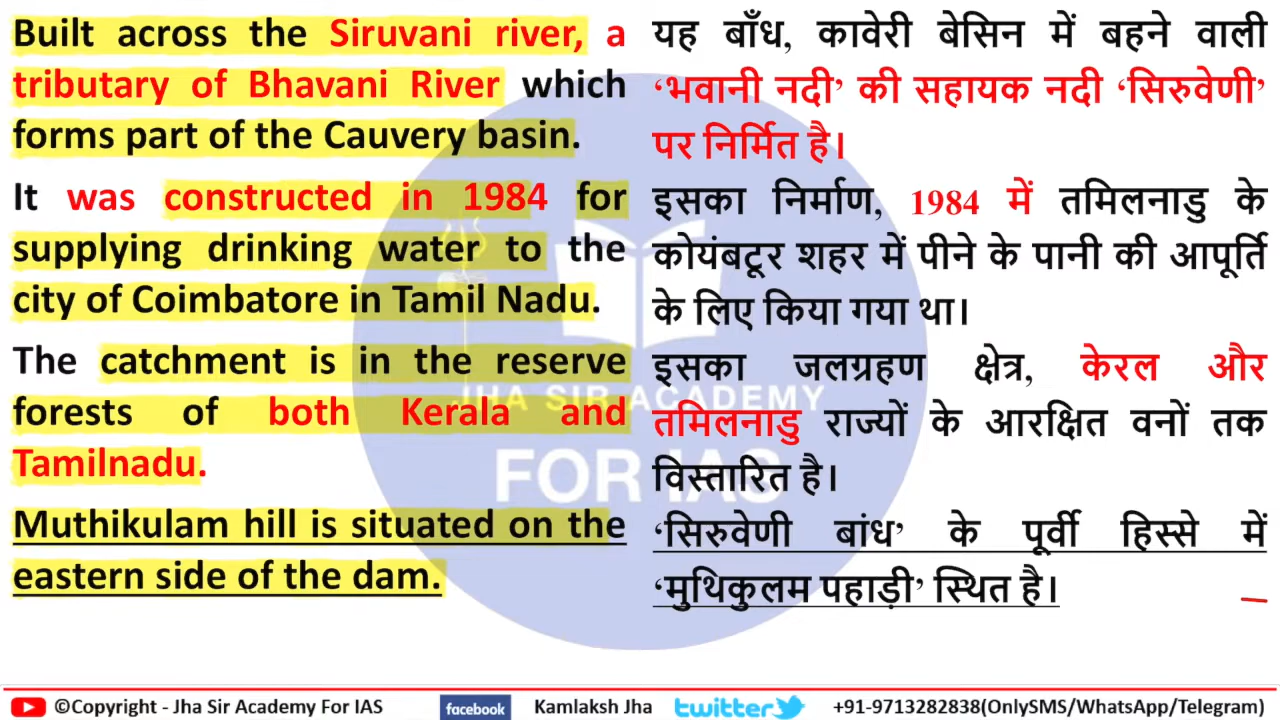 Built across the Siruvani river, a
tributary of Bhavani River which
forms part of the Cauvery basin.
It was constructed in 1984 for
supplying drinking water to the
city of Coimbatore in Tamil Nadu.
The catchment is in the reserve
forests of both Kerala and
Tamilnadu.
Muthikulam hill is situated on the
eastern side of the dam.
यह बाँध, कावेरी बेसिन में बहने वाली
‘भवानी नदी’ की सहायक नदी ‘सिरुवेणी’
पर निर्मित है।
इसका निर्माण, 1984 में तमिलनाडु के
कोयंबटूर शहर में पीने के पानी की आपूर्ति
के लिए किया गया था।
इसका जलग्रहण क्षेत्र, केरल और
तमिलनाडु राज्यों के आरक्षित वनों तक
विस्तारित है।
‘सिरुवेणी बांध’ के पूर्वी हिस्से में
‘मुथिकुलम पहाड़ी’ स्थित है।
JHA SIR ACADEMY
FOR IAS
©Copyright - Jha Sir Academy For IAS facebook Kamlaksh Jha twitter +91-9713282838(OnlySMS/WhatsApp/Telegram)